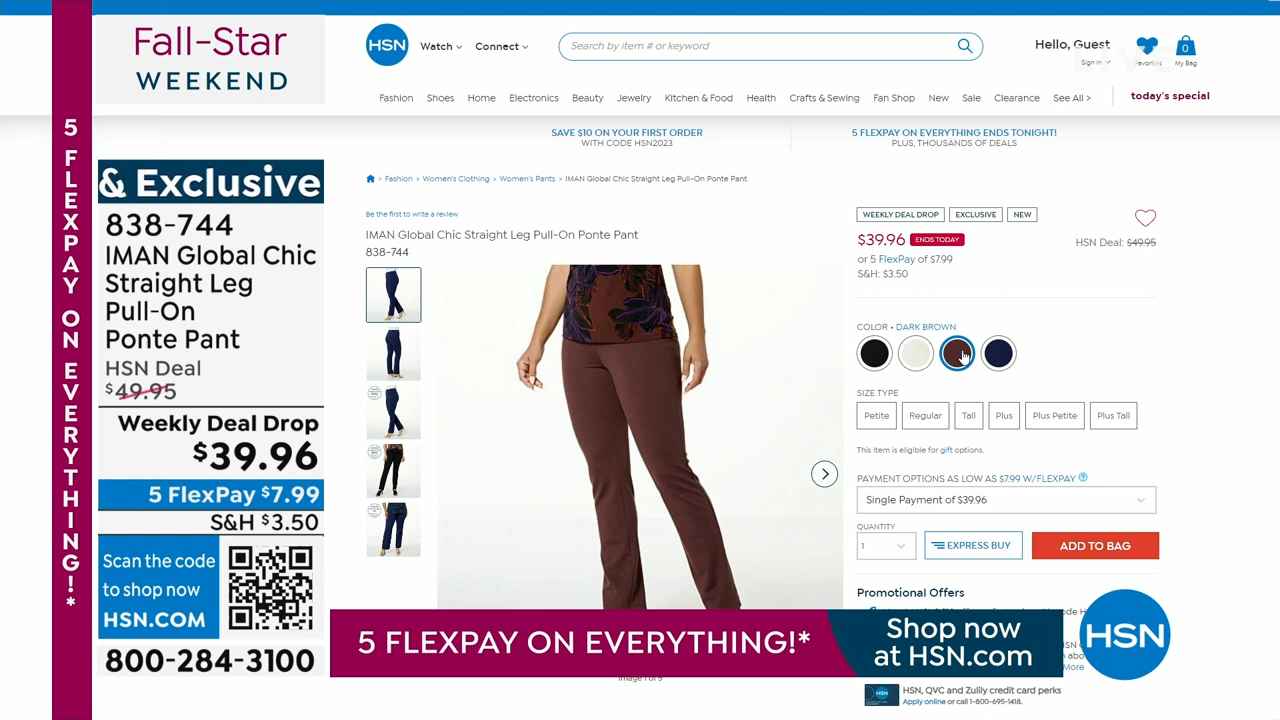 Fall-Star
WEEKEND
5 FLEXPAY ON EVERYTHING!*
& Exclusive
838-744
IMAN Global Chic
Straight Leg
Pull-On
Ponte Pant
HSN Deal
$49.95
Weekly Deal Drop
$39.96
5 FlexPay $7.99
S&H $3.50
Scan the code
to shop now
HSN.COM
800-284-3100
HSN
Watch
Connect
Search by item # or keyword
Hello, Guest
Sign In
Favorites
0
My Bag
Fashion Shoes Home Electronics Beauty Jewelry Kitchen & Food Health Crafts & Sewing Fan Shop New Sale Clearance See All > today's special
SAVE $10 ON YOUR FIRST ORDER
WITH CODE HSN2023
5 FLEXPAY ON EVERYTHING ENDS TONIGHT!
PLUS, THOUSANDS OF DEALS
> Fashion > Women's Clothing > Women's Pants > IMAN Global Chic Straight Leg Pull-On Ponte Pant
Be the first to write a review
IMAN Global Chic Straight Leg Pull-On Ponte Pant
838-744
WEEKLY DEAL DROP EXCLUSIVE NEW
$39.96 ENDS TODAY
HSN Deal: $49.95
or 5 FlexPay of $7.99
S&H: $3.50
COLOR • DARK BROWN
SIZE TYPE
Petite Regular Tall Plus Plus Petite Plus Tall
This item is eligible for gift options.
PAYMENT OPTIONS AS LOW AS $7.99 W/FLEXPAY
Single Payment of $39.96
QUANTITY
1
EXPRESS BUY
ADD TO BAG
Promotional Offers
5 FLEXPAY ON EVERYTHING!*
Shop now
at HSN.com
HSN
More
Image 1 of 5
HSN
HSN, QVC and Zulily credit card perks
Apply online or call 1-800-695-1418.